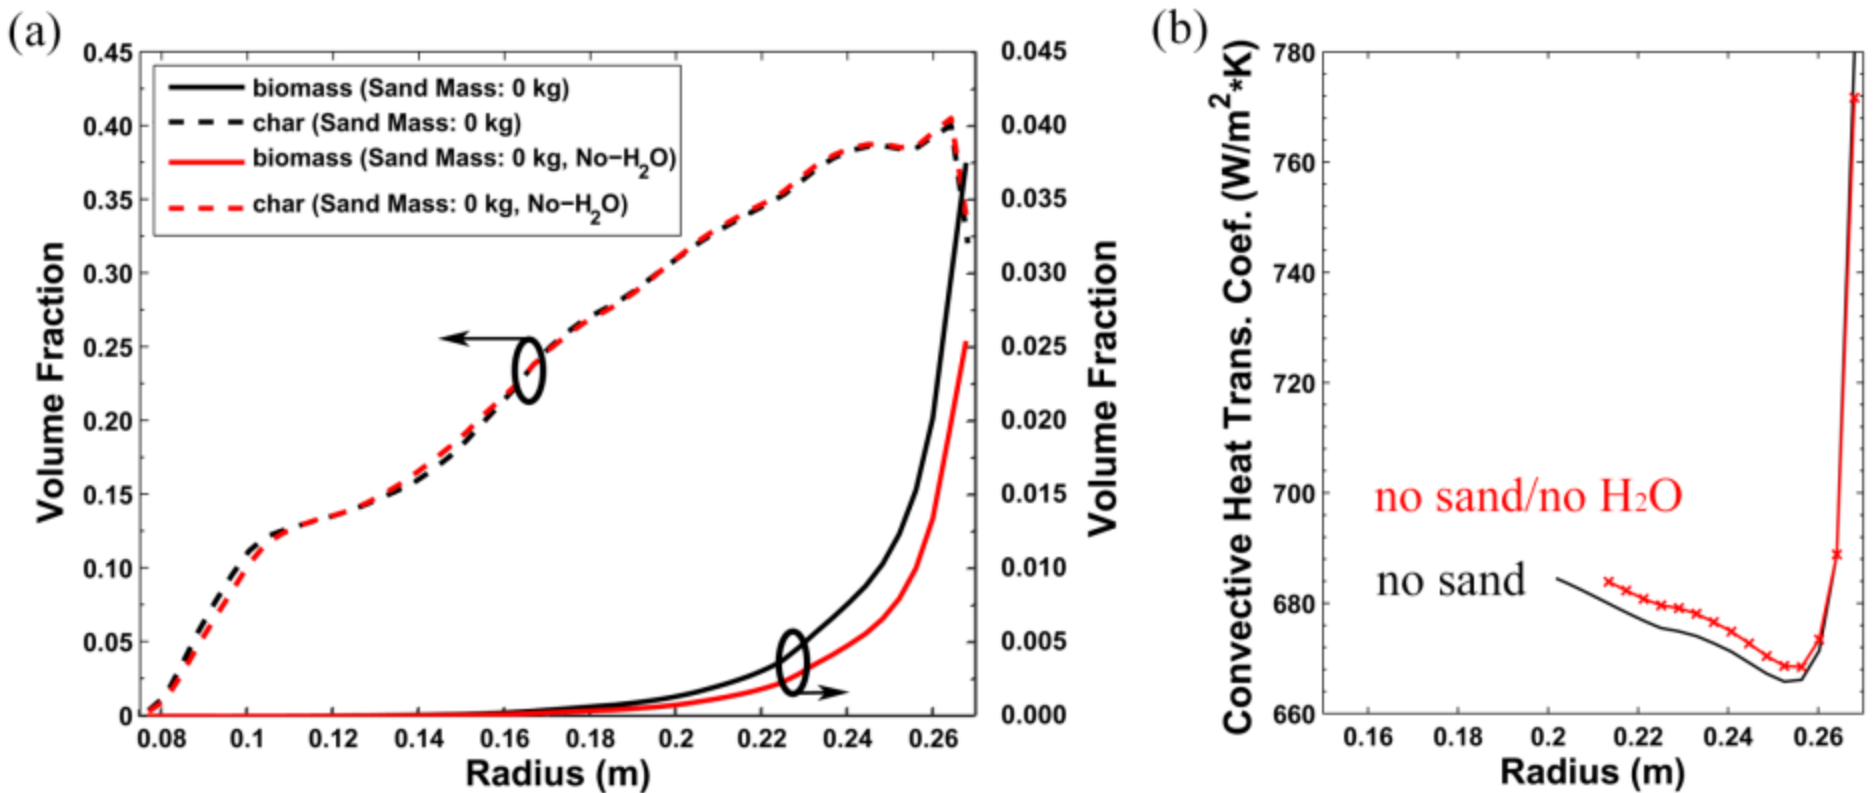 (a)
0.45
0.40
0.35
0.30
0.25
0.20
0.15
0.10
0.05
0
Volume Fraction
biomass (Sand Mass: 0 kg)
char (Sand Mass: 0 kg)
biomass (Sand Mass: 0 kg, No−H2O)
char (Sand Mass: 0 kg, No−H2O)
0.045
0.040
0.035
0.030
0.025
0.020
0.015
0.010
0.005
0.000
Volume Fraction
0.08 0.1 0.12 0.14 0.16 0.18 0.2 0.22 0.24 0.26
Radius (m)
(b)
780
760
740
720
700
680
660
Convective Heat Trans. Coef. (W/m2*K)
no sand/no H2O
no sand
0.16 0.18 0.2 0.22 0.24 0.26
Radius (m)